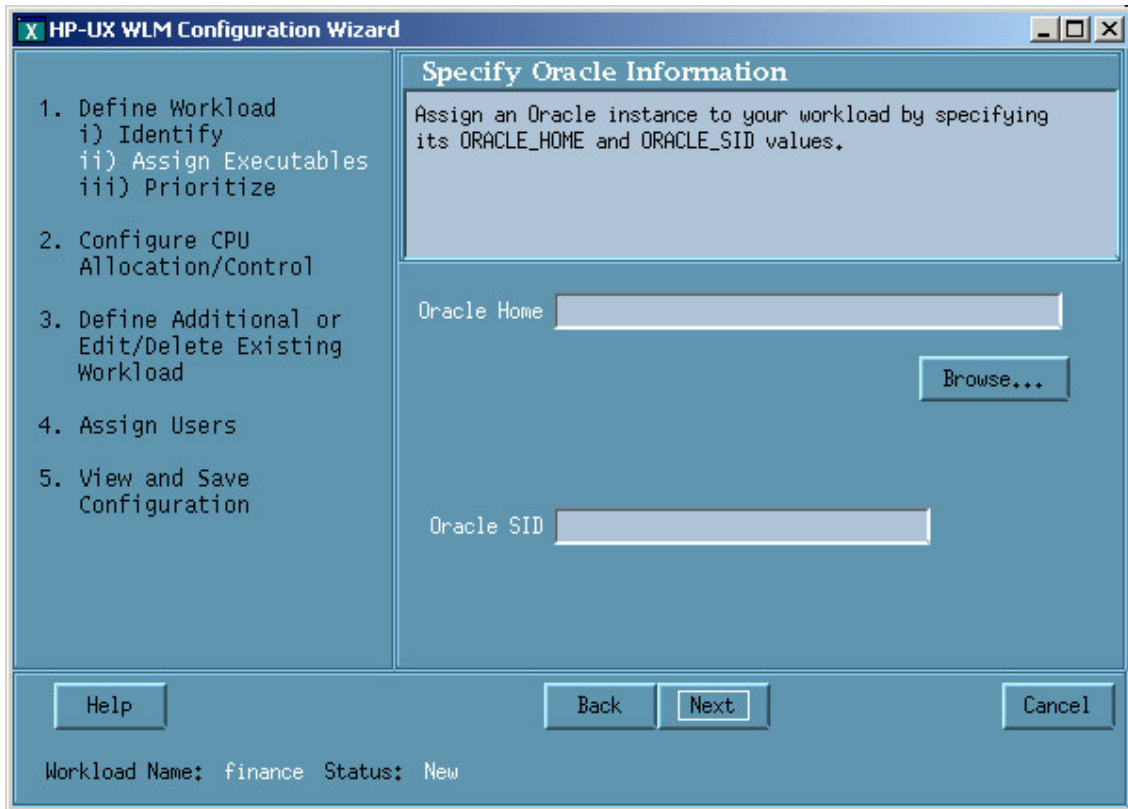 X HP-UX WLM Configuration Wizard
1. Define Workload
i) Identify
ii) Assign Executables
iii) Prioritize
2. Configure CPU
Allocation/Control
3. Define Additional or
Edit/Delete Existing
Workload
4. Assign Users
5. View and Save
Configuration
Specify Oracle Information
Assign an Oracle instance to your workload by specifying
its ORACLE_HOME and ORACLE_SID values.
Oracle Home
Browse...
Oracle SID
Help
Back
Next
Cancel
Workload Name: finance Status: New